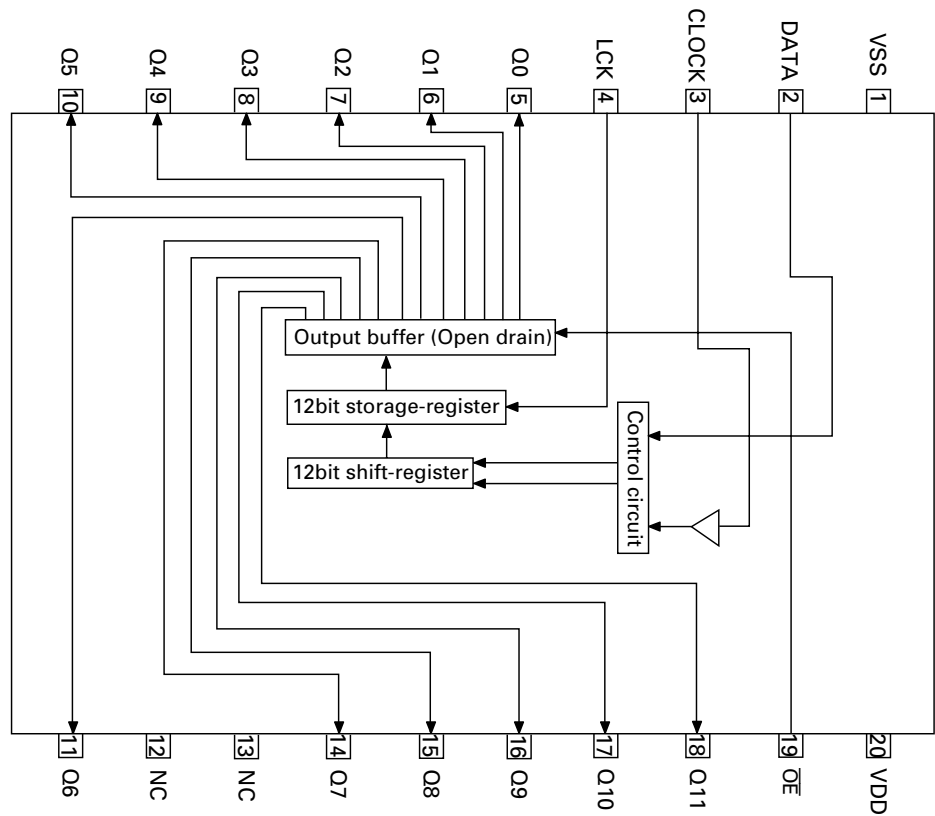 Q5 Q4 Q3 Q2 Q1 Q0 LCK CLOCK DATA VSS
10 9 8 7 6 5 4 3 2 1
Output buffer (Open drain)
12bit storage-register
12bit shift-register
Control circuit
11 12 13 14 15 16 17 18 19 20
Q6 NC NC Q7 Q8 Q9 Q10 Q11 O̅E̅ VDD